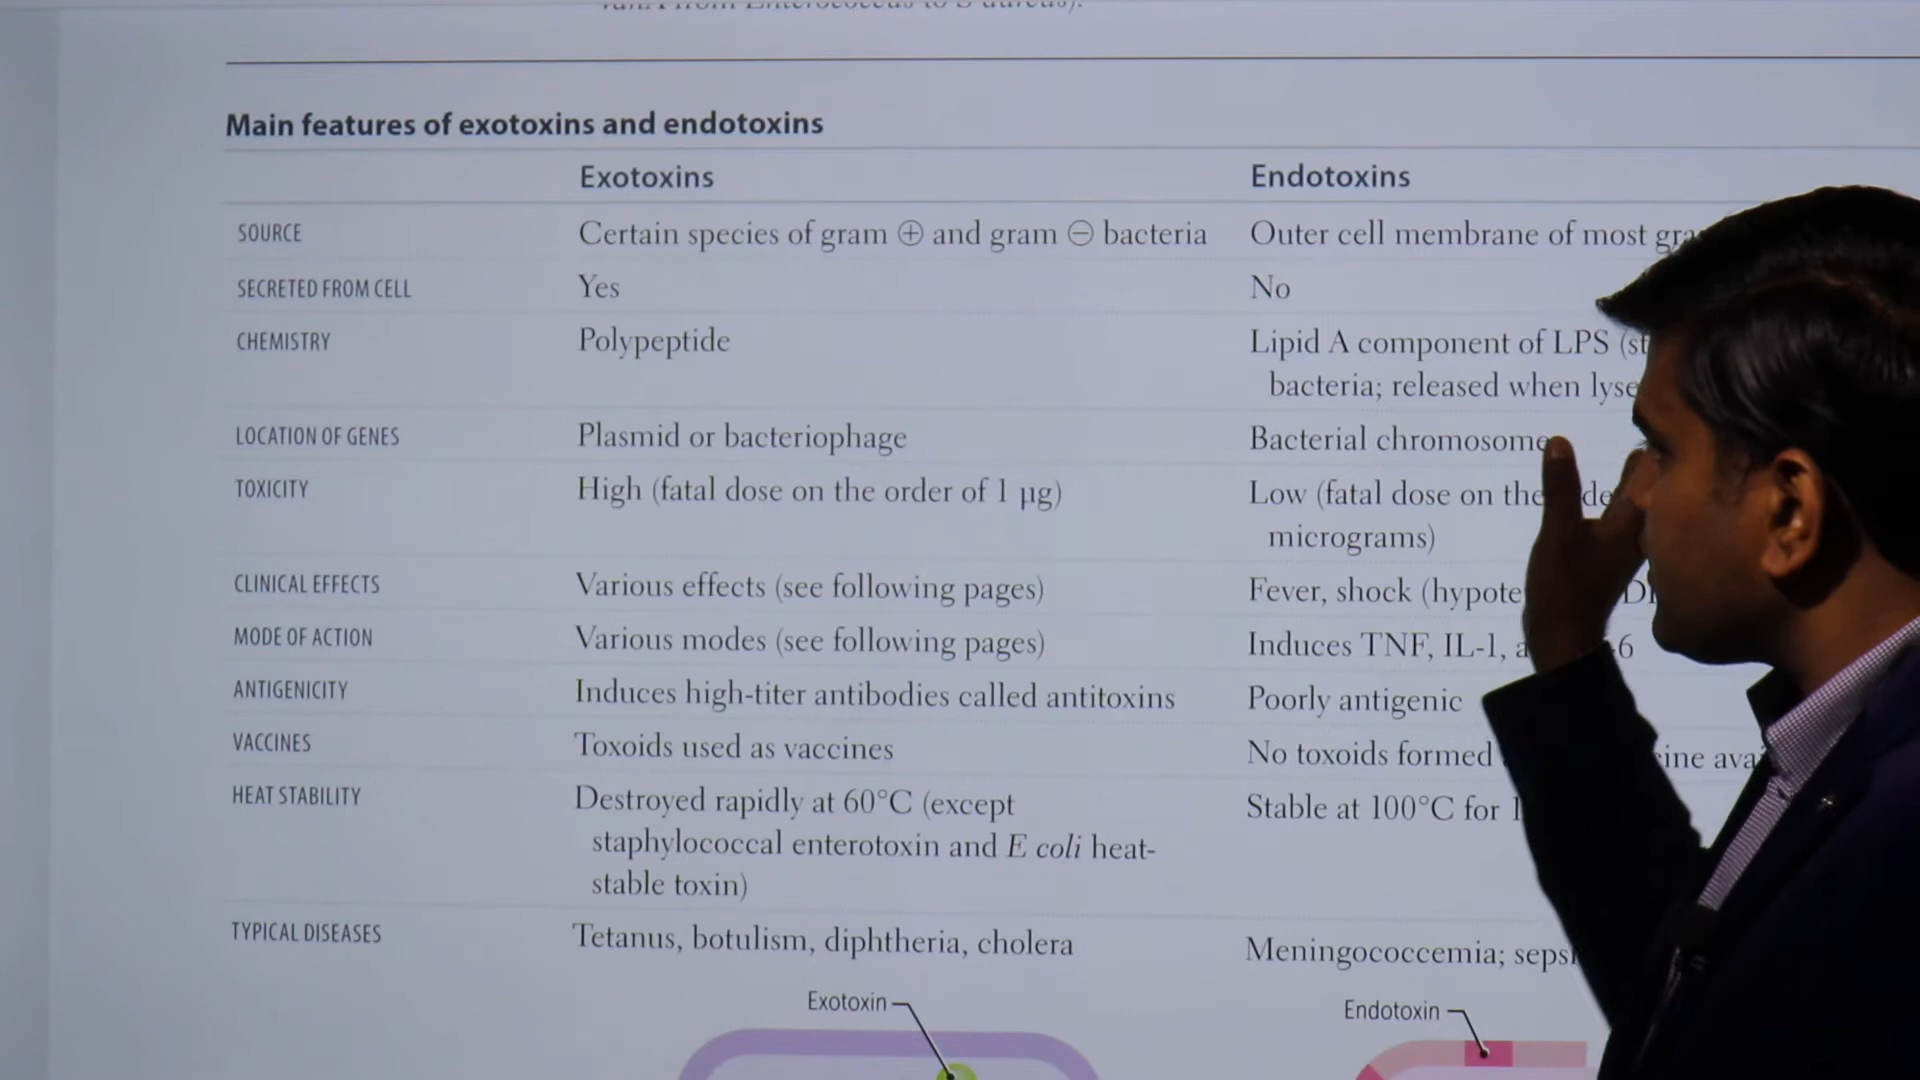 Main features of exotoxins and endotoxins
Exotoxins Endotoxins
SOURCE Certain species of gram ⊕ and gram ⊖ bacteria Outer cell membrane of most
SECRETED FROM CELL Yes No
CHEMISTRY Polypeptide Lipid A component of LPS
bacteria; released when
LOCATION OF GENES Plasmid or bacteriophage Bacterial chromosome
TOXICITY High (fatal dose on the order of 1 μg) Low (fatal dose on the
micrograms)
CLINICAL EFFECTS Various effects (see following pages) Fever, shock
MODE OF ACTION Various modes (see following pages) Induces TNF, IL-1,
ANTIGENICITY Induces high-titer antibodies called antitoxins Poorly antigenic
VACCINES Toxoids used as vaccines No toxoids formed
HEAT STABILITY Destroyed rapidly at 60°C (except Stable at 100°C for
staphylococcal enterotoxin and E coli heat-
stable toxin)
TYPICAL DISEASES Tetanus, botulism, diphtheria, cholera Meningococcemia;
Exotoxin Endotoxin